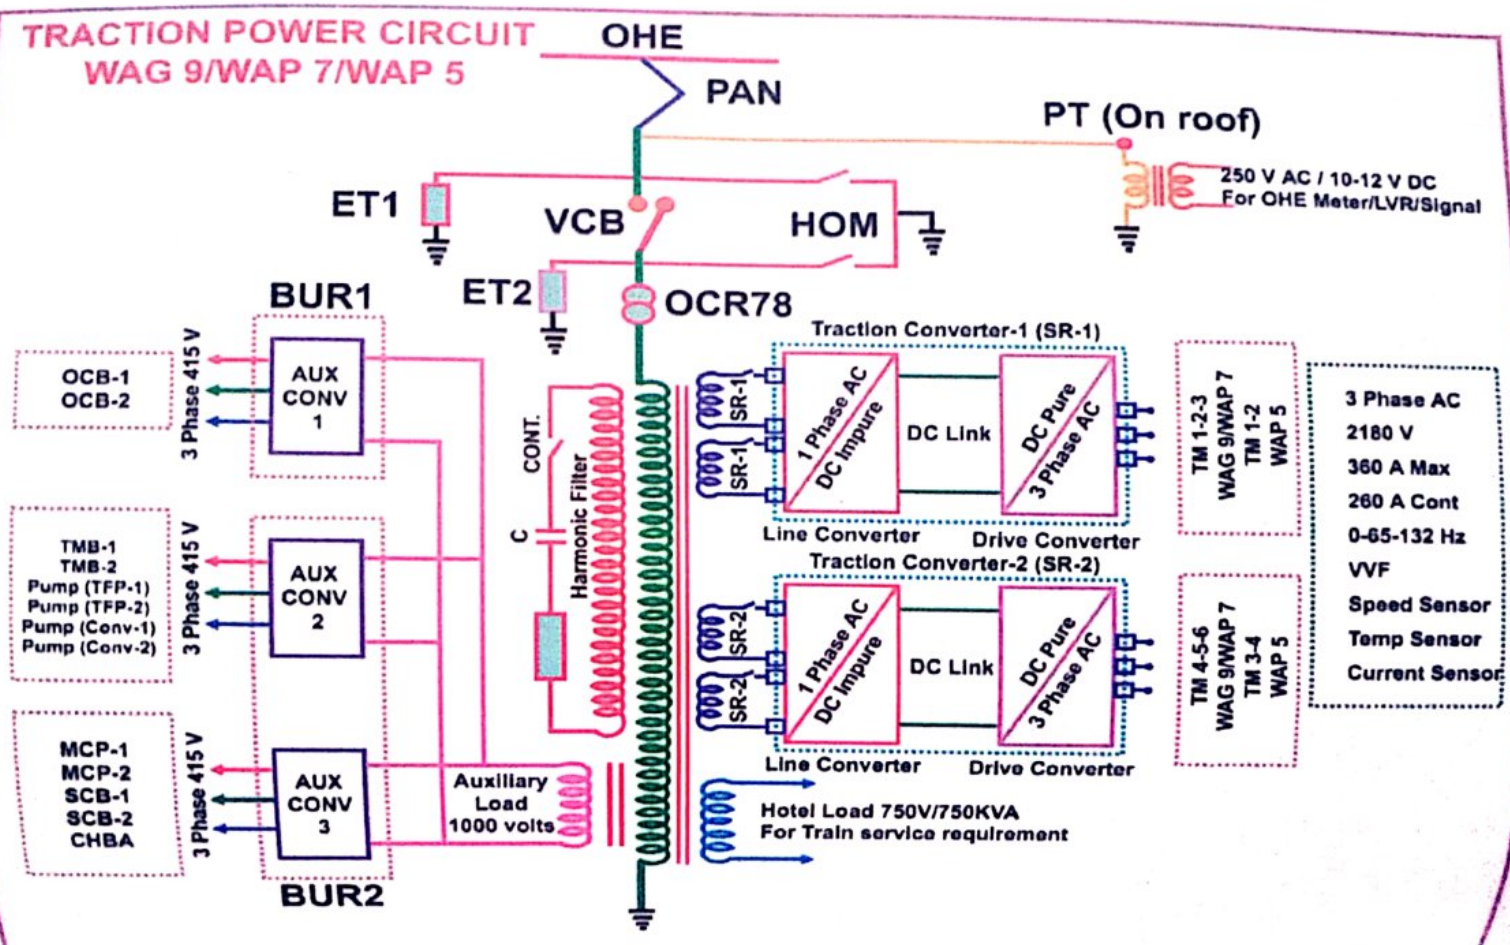 TRACTION POWER CIRCUIT
WAG 9/WAP 7/WAP 5
OHE
PAN
PT (On roof)
250 V AC / 10-12 V DC
For OHE Meter/LVR/Signal
ET1
VCB
HOM
ET2
OCR78
BUR1
OCB-1
OCB-2
3 Phase 415 V
AUX
CONV
1
TMB-1
TMB-2
Pump (TFP-1)
Pump (TFP-2)
Pump (Conv-1)
Pump (Conv-2)
3 Phase 415 V
AUX
CONV
2
MCP-1
MCP-2
SCB-1
SCB-2
CHBA
3 Phase 415 V
AUX
CONV
3
BUR2
CONT.
C
Harmonic Filter
Auxiliary
Load
1000 volts
Traction Converter-1 (SR-1)
SR-1
SR-1
1 Phase AC
DC Impure
DC Link
DC Pure
3 Phase AC
Line Converter
Drive Converter
Traction Converter-2 (SR-2)
SR-2
SR-2
1 Phase AC
DC Impure
DC Link
DC Pure
3 Phase AC
Line Converter
Drive Converter
Hotel Load 750V/750KVA
For Train service requirement
TM 1-2-3
WAG 9/WAP 7
TM 1-2
WAP 5
TM 4-5-6
WAG 9/WAP 7
TM 3-4
WAP 5
3 Phase AC
2180 V
360 A Max
260 A Cont
0-65-132 Hz
VVF
Speed Sensor
Temp Sensor
Current Sensor